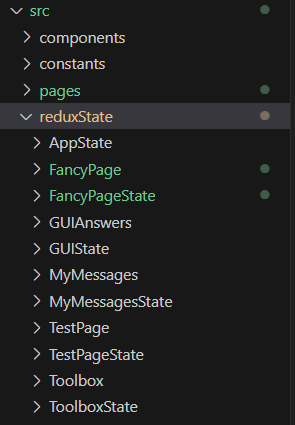 src
components
constants
pages
reduxState
AppState
FancyPage
FancyPageState
GUIAnswers
GUIState
MyMessages
MyMessagesState
TestPage
TestPageState
Toolbox
ToolboxState